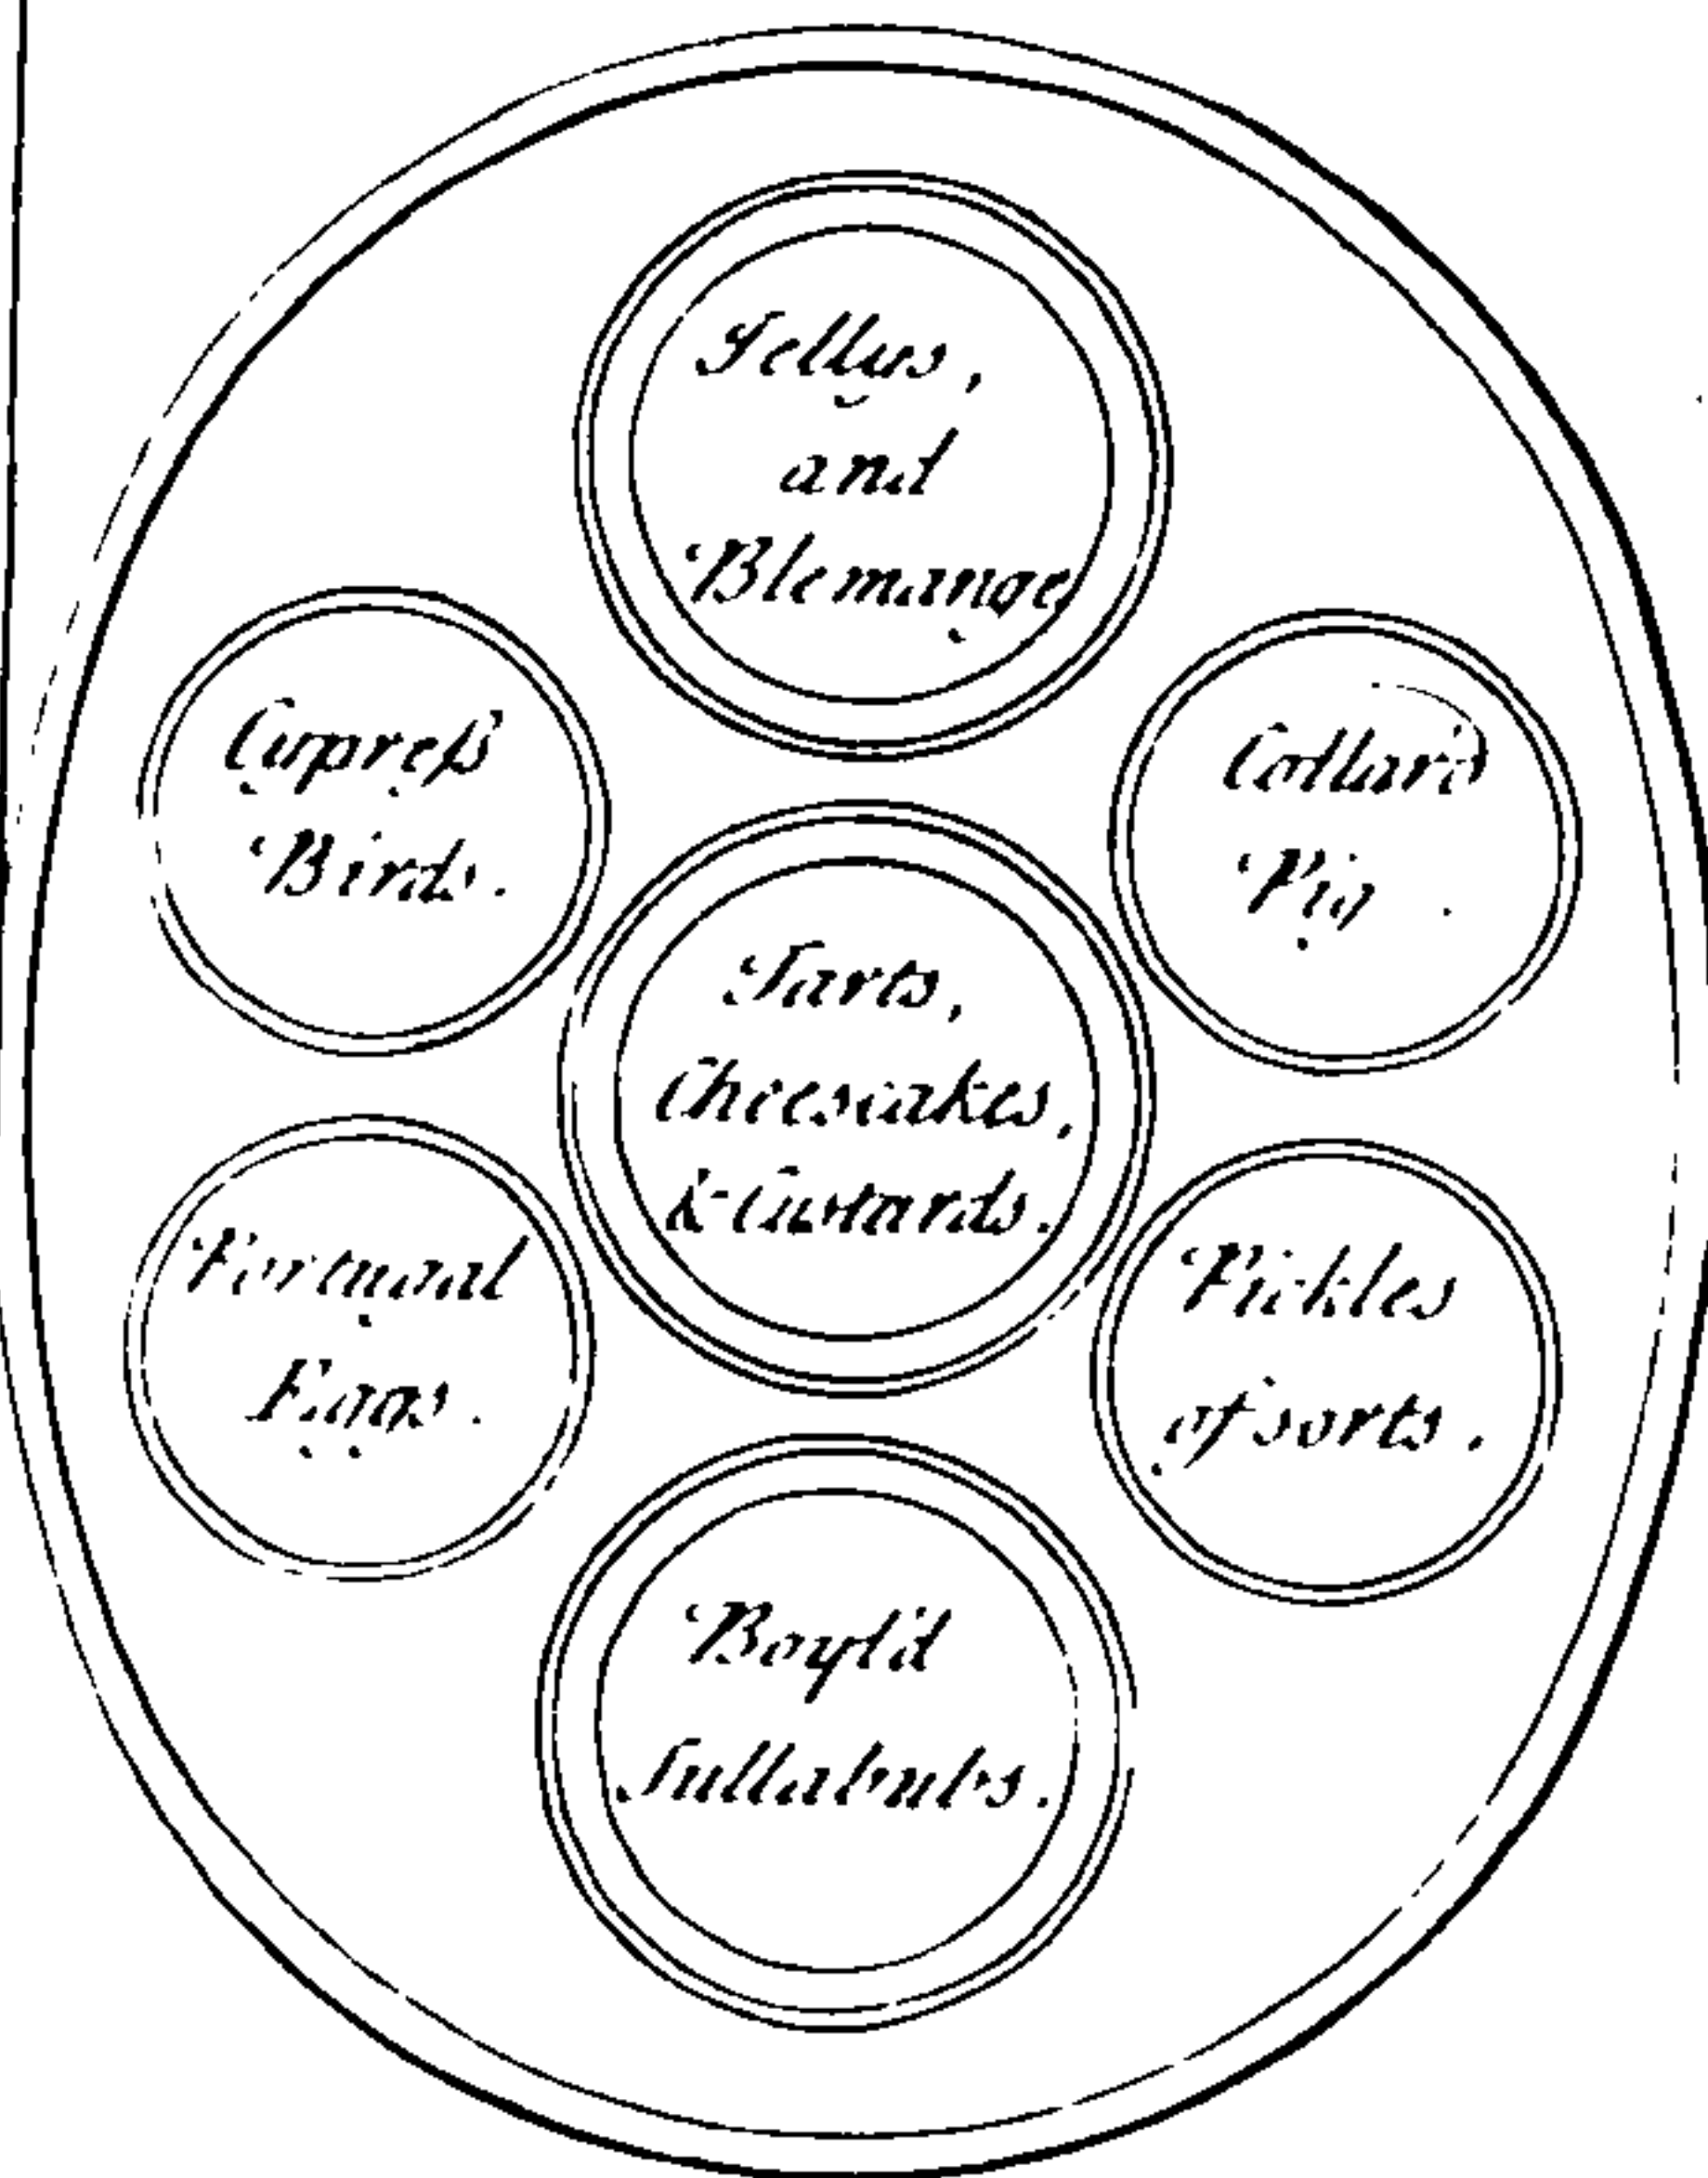 Jellys,
and
Blemange
Cypreſs
Birds.
Collar'd
Pig.
Tarts,
Cheescakes,
& Custards.
Portugal
Eggs.
Pickles
of sorts.
Boyl'd
Sullabubs.